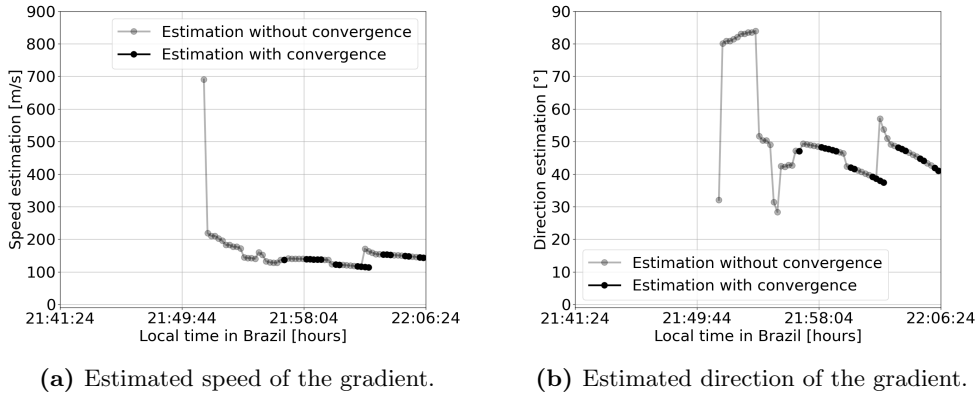 900
800
700
600
500
400
300
200
100
0
Speed estimation [m/s]
Estimation without convergence
Estimation with convergence
21:41:24 21:49:44 21:58:04 22:06:24
Local time in Brazil [hours]
(a) Estimated speed of the gradient.
90
80
70
60
50
40
30
20
10
0
Direction estimation [°]
Estimation without convergence
Estimation with convergence
21:41:24 21:49:44 21:58:04 22:06:24
Local time in Brazil [hours]
(b) Estimated direction of the gradient.